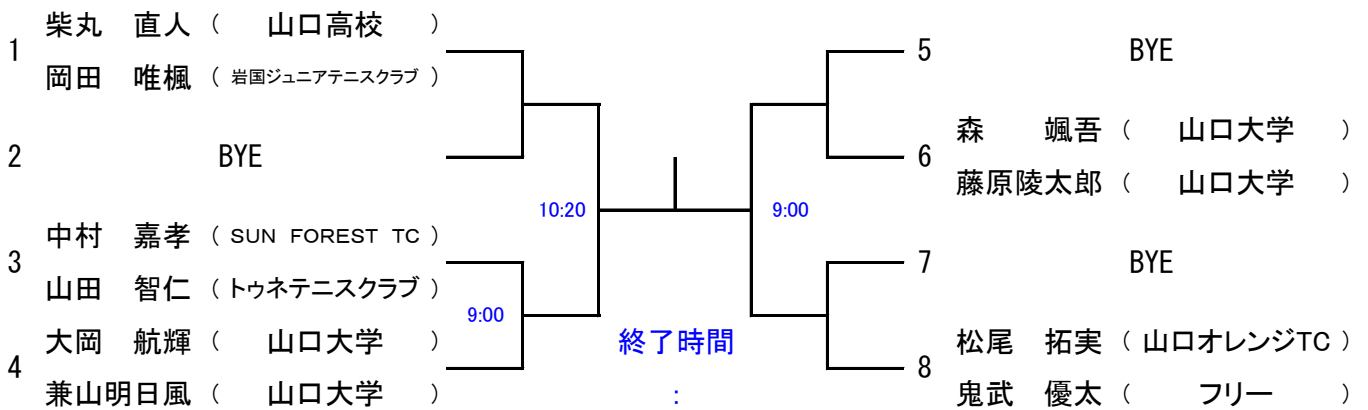 1 柴丸 直人 ( 山口高校 )
岡田 唯楓 ( 岩国ジュニアテニスクラブ )
2 BYE
3 中村 嘉孝 ( SUN FOREST TC )
山田 智仁 ( トゥネテニスクラブ )
4 大岡 航輝 ( 山口大学 )
兼山明日風 ( 山口大学 )
10:20
9:00
9:00
終了時間
:
5 BYE
6 森 颯吾 ( 山口大学 )
藤原陵太郎 ( 山口大学 )
7 BYE
8 松尾 拓実 ( 山口オレンジTC )
鬼武 優太 ( フリー )